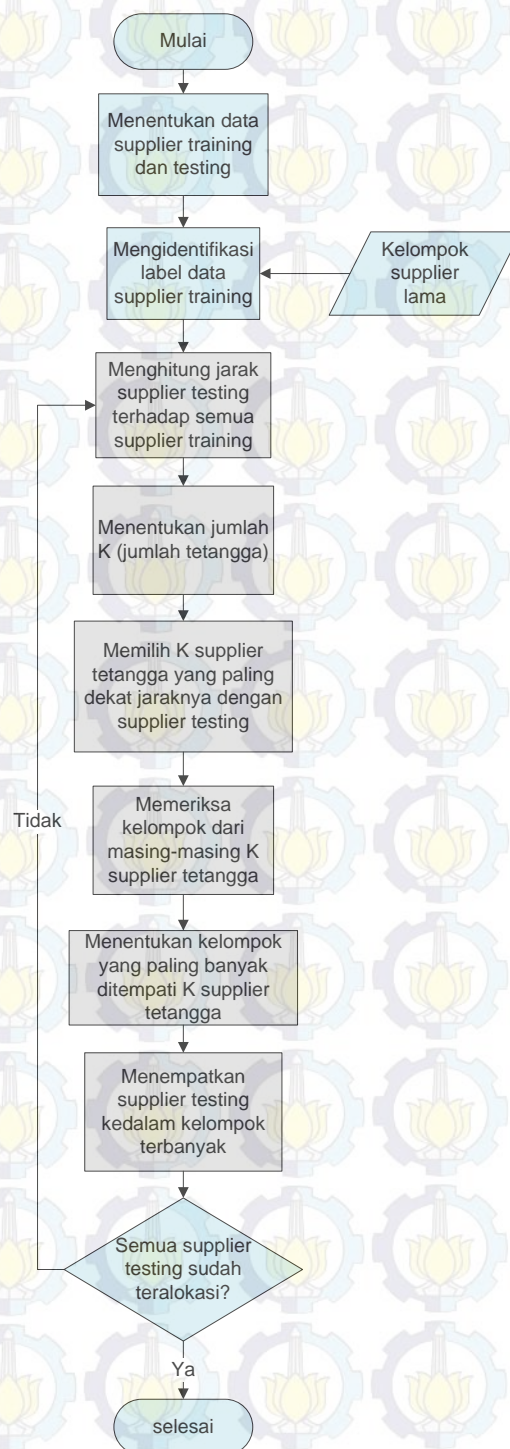 Mulai
Menentukan data
supplier training
dan testing
Mengidentifikasi
label data
supplier training
Kelompok
supplier
lama
Menghitung jarak
supplier testing
terhadap semua
supplier training
Menentukan jumlah
K (jumlah tetangga)
Memilih K supplier
tetangga yang paling
dekat jaraknya dengan
supplier testing
Memeriksa
kelompok dari
masing-masing K
supplier tetangga
Tidak
Menentukan kelompok
yang paling banyak
ditempati K supplier
tetangga
Menempatkan
supplier testing
kedalam kelompok
terbanyak
Semua supplier
testing sudah
teralokasi?
Ya
selesai